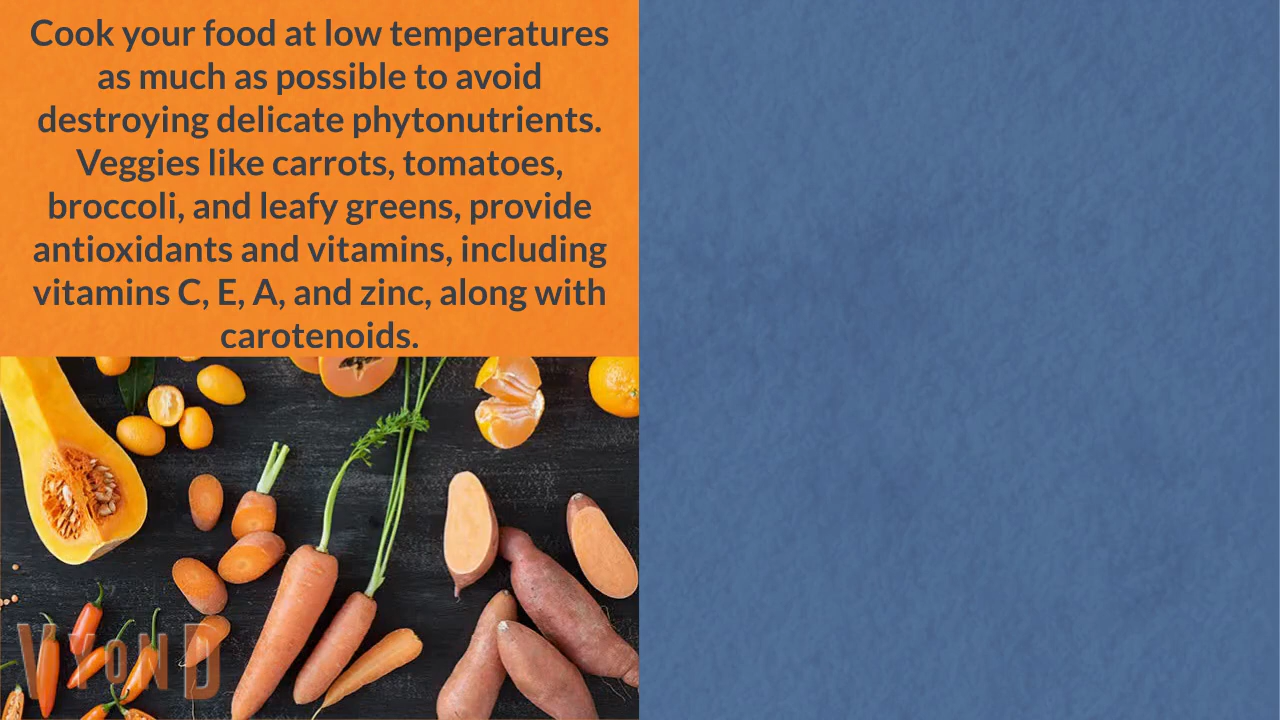 Cook your food at low temperatures
as much as possible to avoid
destroying delicate phytonutrients.
Veggies like carrots, tomatoes,
broccoli, and leafy greens, provide
antioxidants and vitamins, including
vitamins C, E, A, and zinc, along with
carotenoids.
VYOND